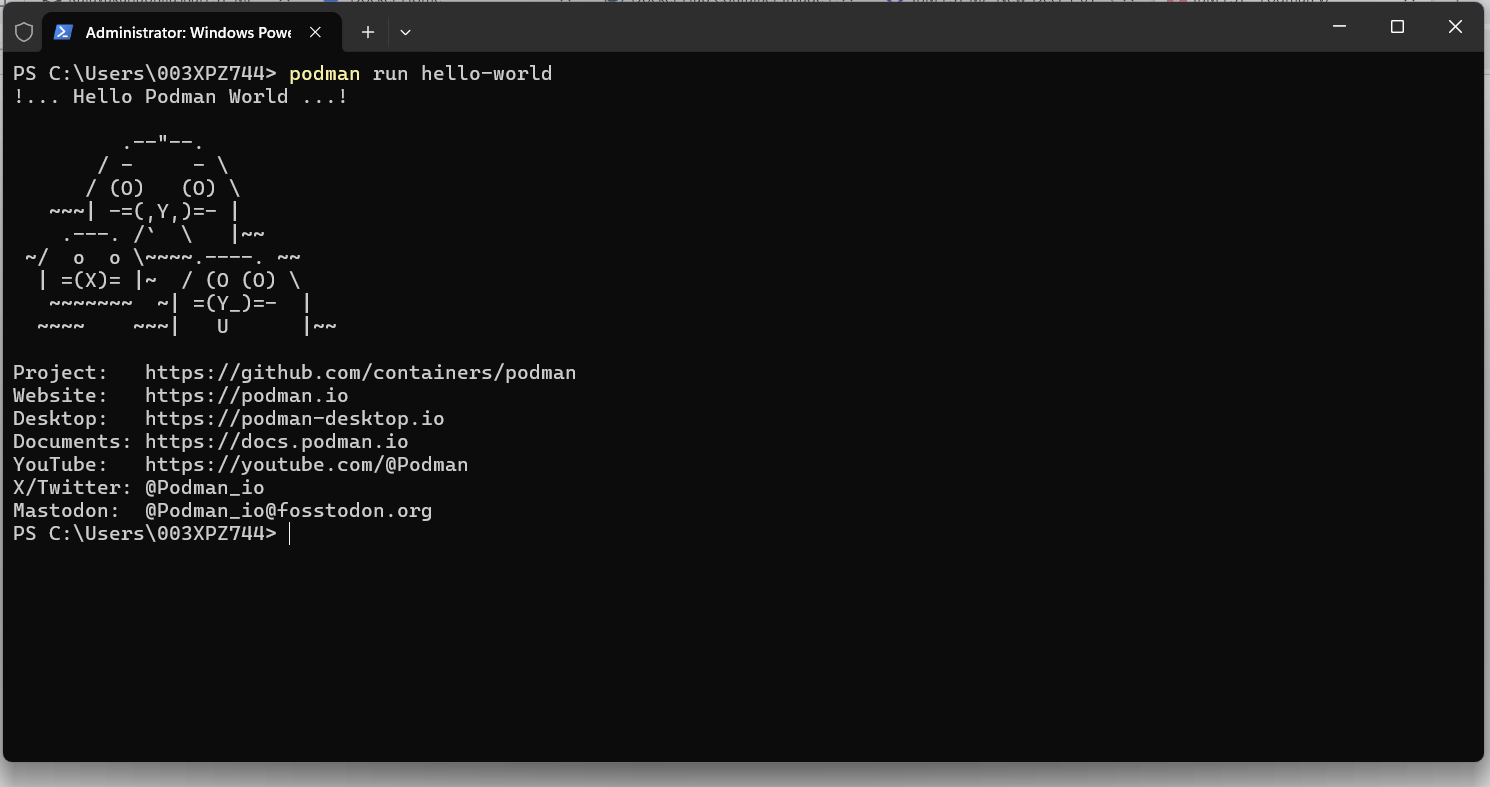 Administrator: Windows Powe
PS C:\Users\003XPZ744> podman run hello-world
!... Hello Podman World ...!
         .--"--.
       / -     - \
      / (O)   (O) \
   ~~~| -=(,Y,)=- |
    .---. /`  \   |~~
 ~/  o  o \~~~~.----. ~~
  | =(X)= |~  / (O (O) \
   ~~~~~~~  ~| =(Y_)=-  |
  ~~~~    ~~~|   U      |~~
Project:   https://github.com/containers/podman
Website:   https://podman.io
Desktop:   https://podman-desktop.io
Documents: https://docs.podman.io
YouTube:   https://youtube.com/@Podman
X/Twitter: @Podman_io
Mastodon:  @Podman_io@fosstodon.org
PS C:\Users\003XPZ744>